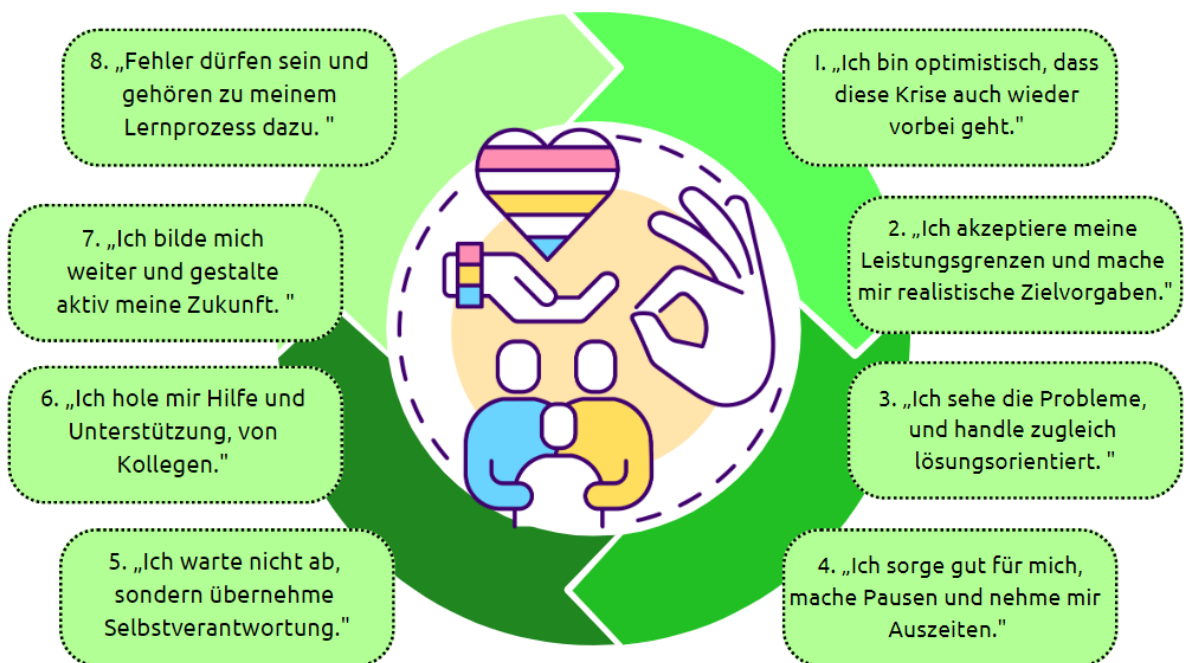 1. „Ich bin optimistisch, dass
diese Krise auch wieder
vorbei geht."
2. „Ich akzeptiere meine
Leistungsgrenzen und mache
mir realistische Zielvorgaben."
3. „Ich sehe die Probleme,
und handle zugleich
lösungsorientiert. "
4. „Ich sorge gut für mich,
mache Pausen und nehme mir
Auszeiten."
5. „Ich warte nicht ab,
sondern übernehme
Selbstverantwortung."
6. „Ich hole mir Hilfe und
Unterstützung, von
Kollegen."
7. „Ich bilde mich
weiter und gestalte
aktiv meine Zukunft. "
8. „Fehler dürfen sein und
gehören zu meinem
Lernprozess dazu. "